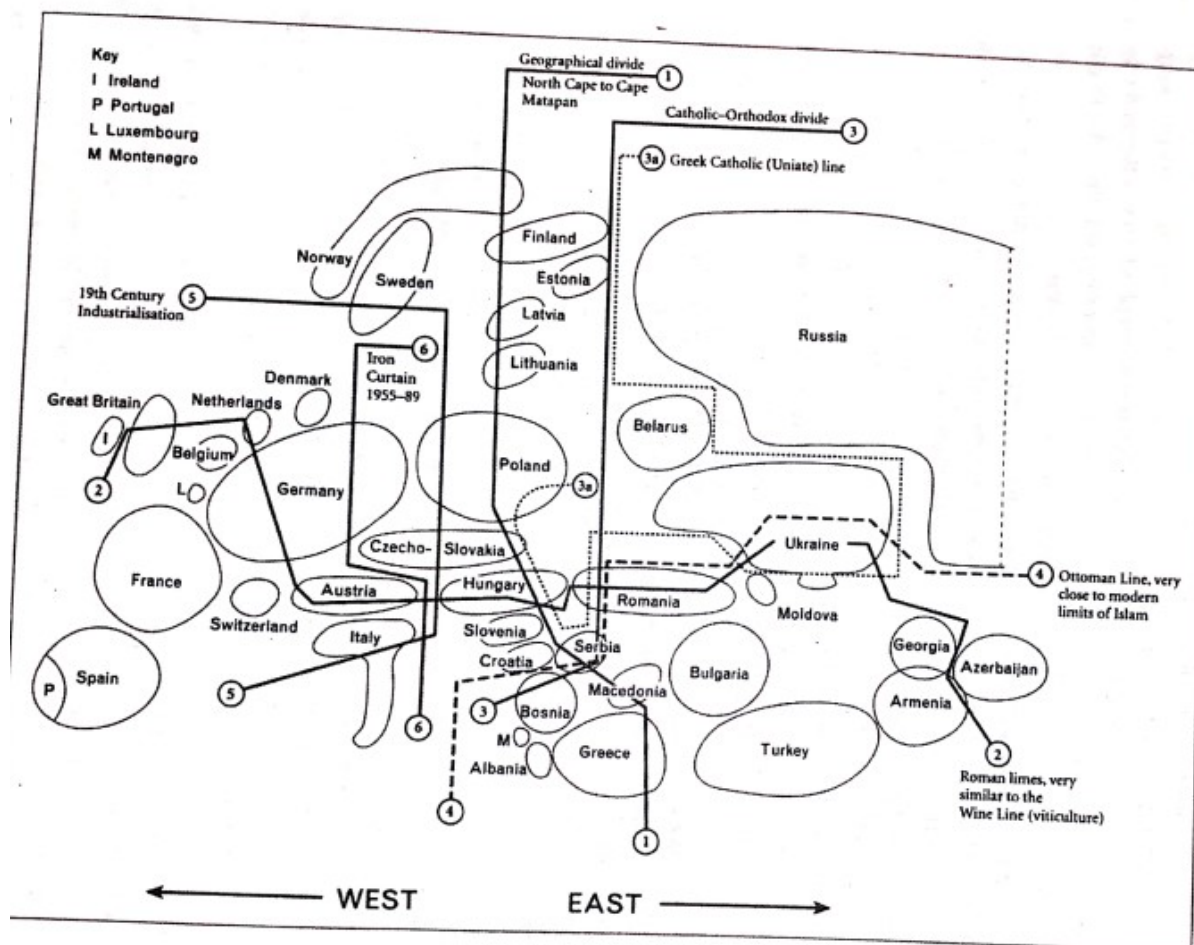 Key
I Ireland
P Portugal
L Luxembourg
M Montenegro
Geographical divide
1
North Cape to Cape
Matapan
Catholic–Orthodox divide
3
3a
Greek Catholic (Uniate) line
Norway
Sweden
Finland
Estonia
Latvia
Lithuania
Russia
19th Century
Industrialisation
5
6
Iron
Curtain
1955–89
Denmark
Netherlands
Great Britain
I
Belgium
2
L
Germany
Poland
3a
Belarus
Czecho-Slovakia
Ukraine
4
Ottoman Line, very
close to modern
limits of Islam
France
Switzerland
Austria
Hungary
Romania
Moldova
Slovenia
Italy
Croatia
Serbia
Georgia
Azerbaijan
Armenia
Spain
P
5
6
3
Bosnia
Macedonia
Bulgaria
M
Albania
Greece
Turkey
4
1
2
Roman limes, very
similar to the
Wine Line (viticulture)
WEST
EAST